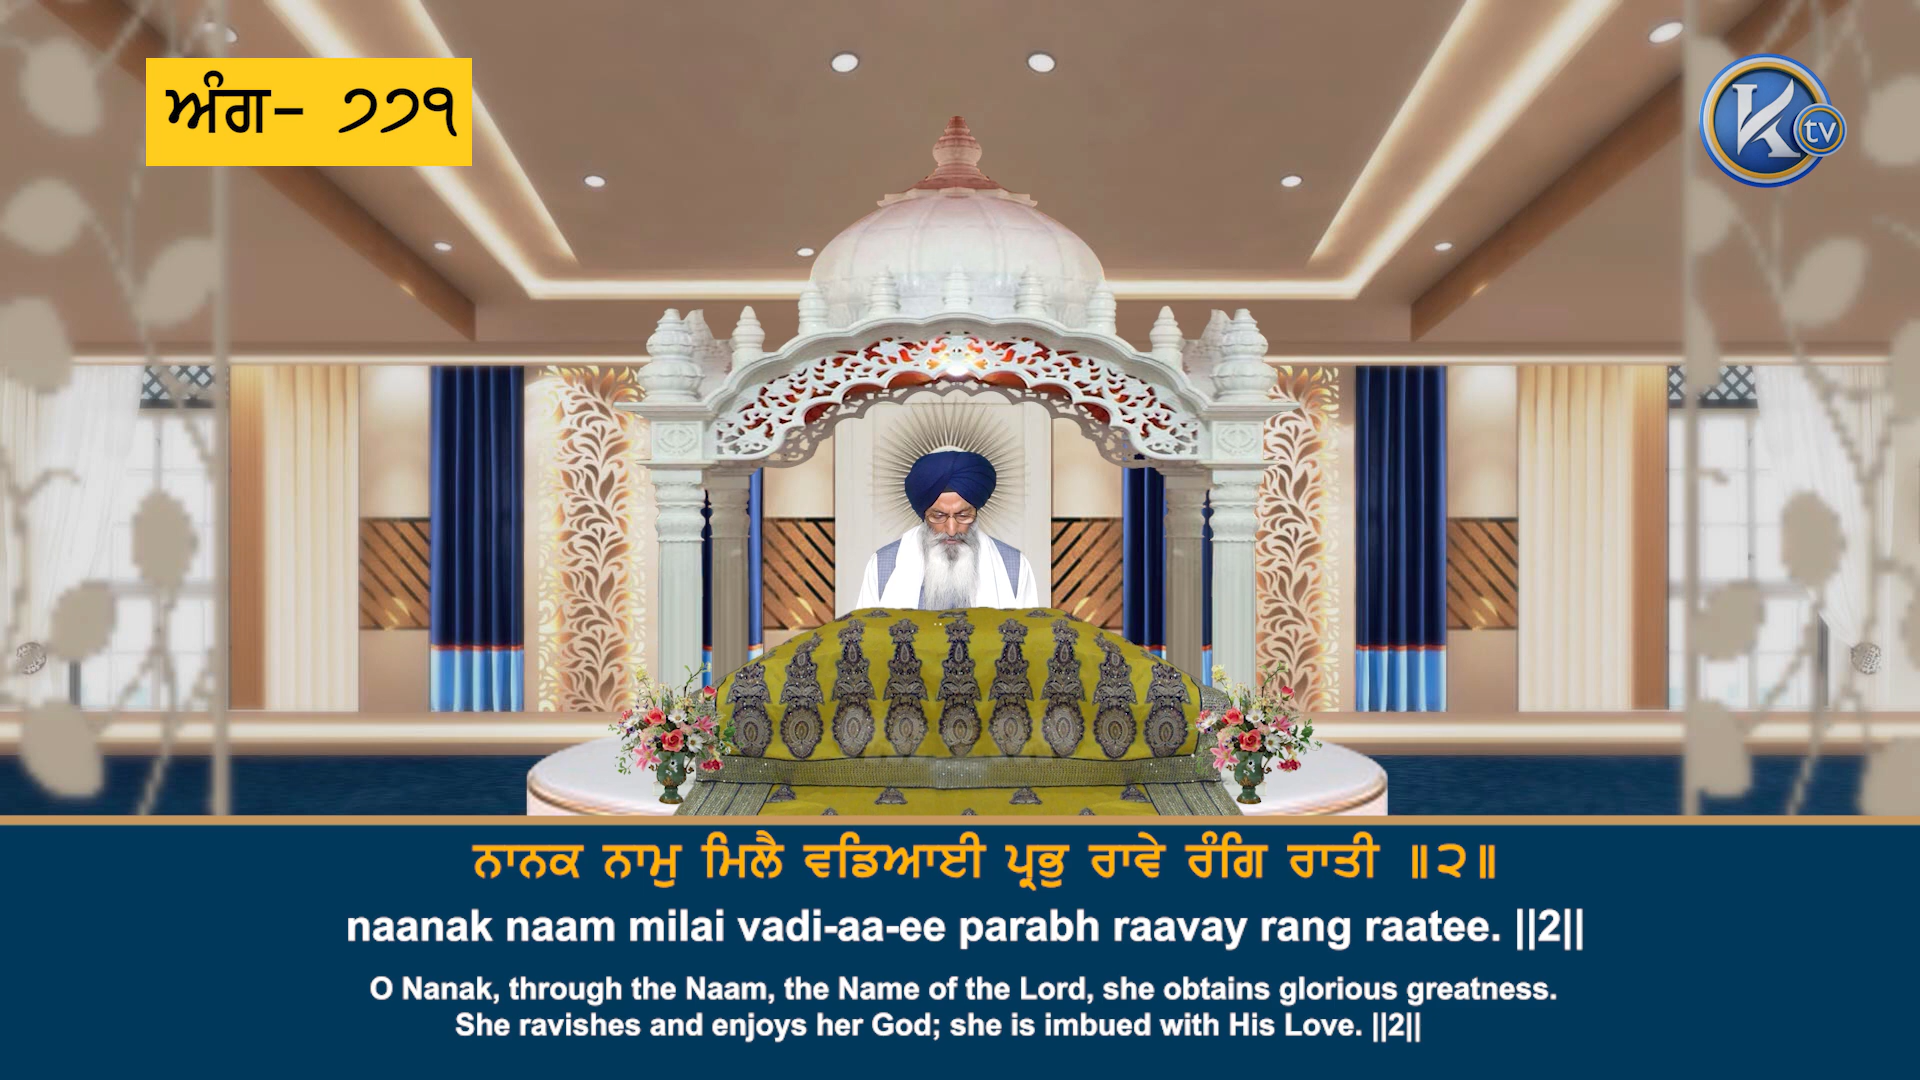 ਅੰਗ- ੭੭੧
K tv
ਨਾਨਕ ਨਾਮੁ ਮਿਲੈ ਵਡਿਆਈ ਪ੍ਰਭੁ ਰਾਵੇ ਰੰਗਿ ਰਾਤੀ ॥੨॥
naanak naam milai vadi-aa-ee parabh raavay rang raatee. ||2||
O Nanak, through the Naam, the Name of the Lord, she obtains glorious greatness.
She ravishes and enjoys her God; she is imbued with His Love. ||2||